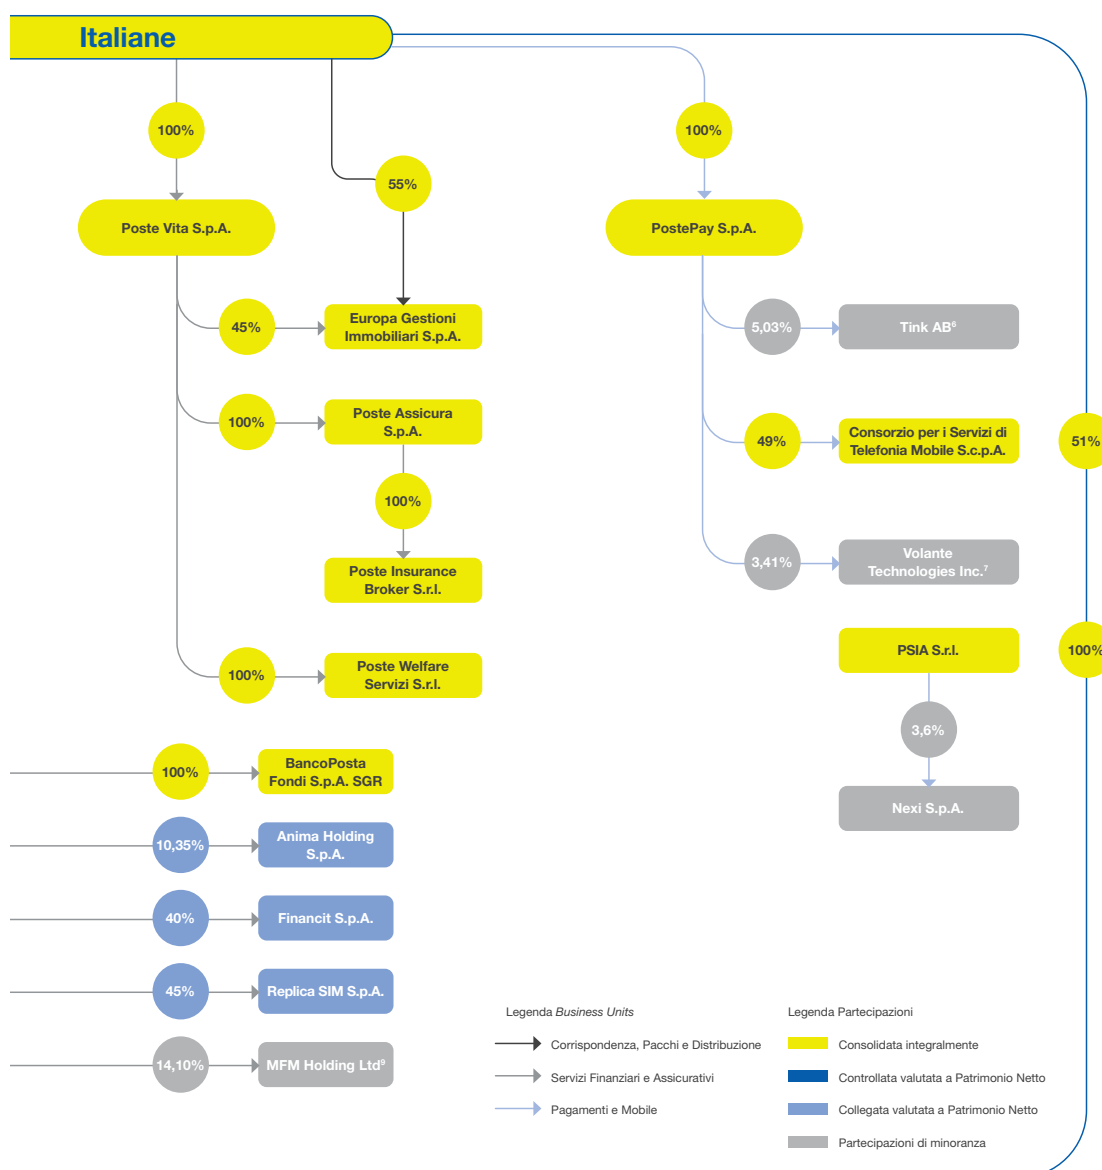 Italiane
100%
100%
55%
Poste Vita S.p.A.
PostePay S.p.A.
45%
Europa Gestioni
Immobiliari S.p.A.
5,03%
Tink AB⁶
100%
Poste Assicura
S.p.A.
49%
Consorzio per i Servizi di
Telefonia Mobile S.c.p.A.
51%
100%
Poste Insurance
Broker S.r.l.
3,41%
Volante
Technologies Inc.⁷
100%
Poste Welfare
Servizi S.r.l.
PSIA S.r.l.
100%
3,6%
Nexi S.p.A.
100%
BancoPosta
Fondi S.p.A. SGR
10,35%
Anima Holding
S.p.A.
40%
Financit S.p.A.
45%
Replica SIM S.p.A.
14,10%
MFM Holding Ltd⁹
Legenda Business Units
Corrispondenza, Pacchi e Distribuzione
Servizi Finanziari e Assicurativi
Pagamenti e Mobile
Legenda Partecipazioni
Consolidata integralmente
Controllata valutata a Patrimonio Netto
Collegata valutata a Patrimonio Netto
Partecipazioni di minoranza